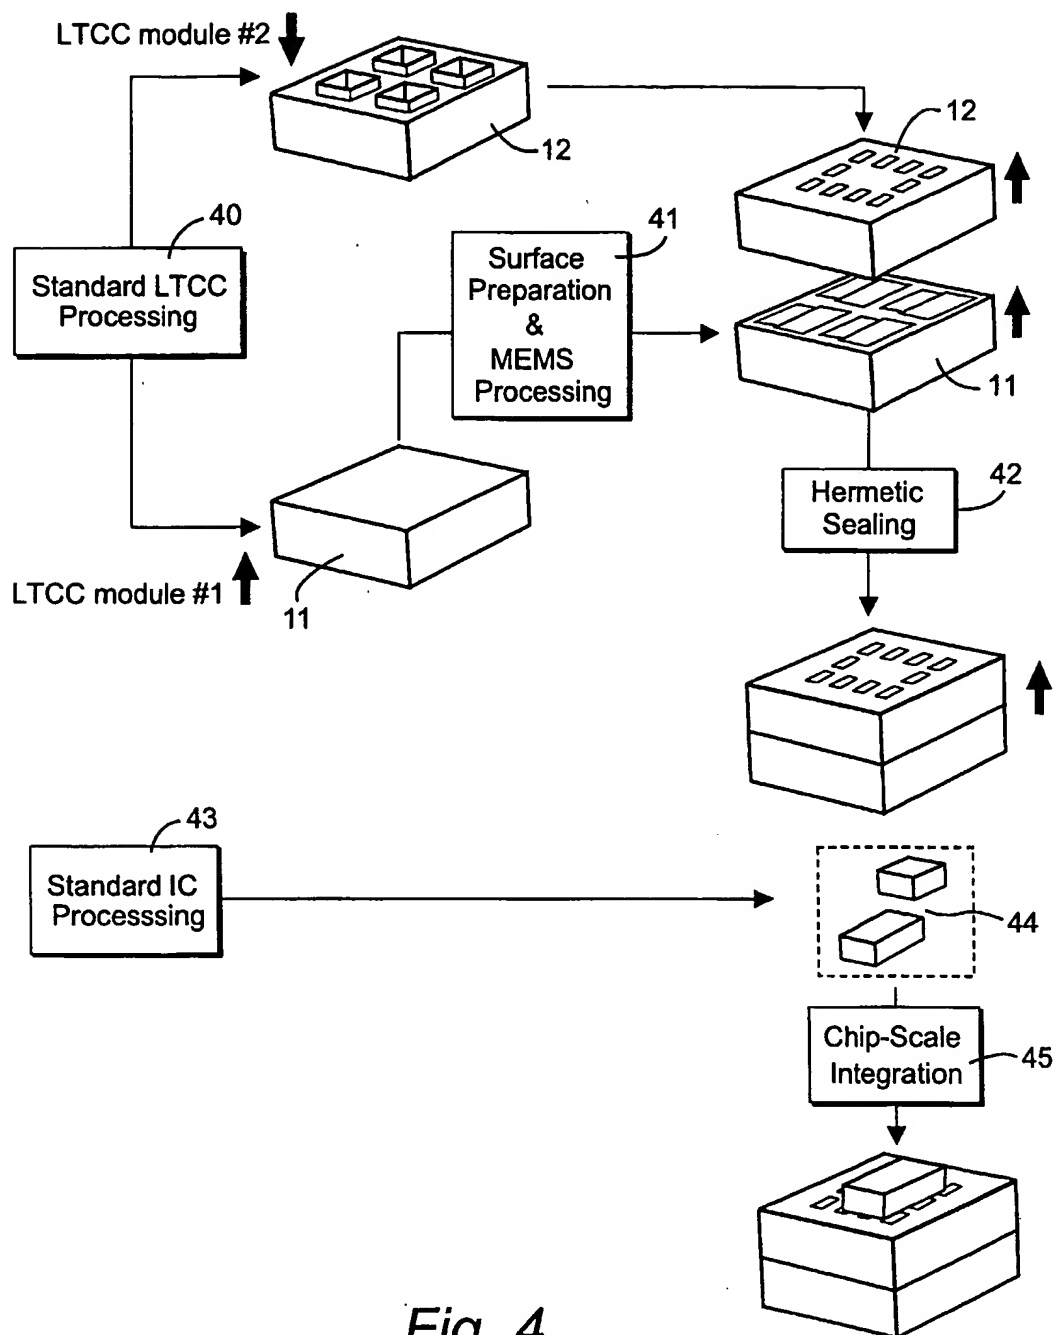 LTCC module #2
12
12
40
Standard LTCC
Processing
41
Surface
Preparation
&
MEMS
Processing
11
LTCC module #1
11
Hermetic
Sealing
42
43
Standard IC
Processsing
44
Chip-Scale
Integration
45
Fig. 4